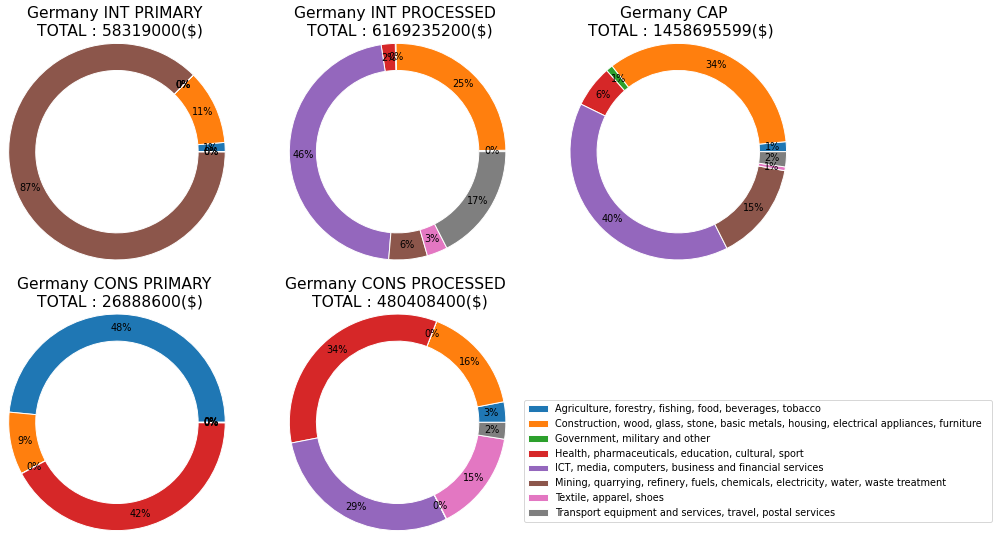 Germany INT PRIMARY
TOTAL : 58319000($)
0%
11%
1%
0%
87%
Germany INT PROCESSED
TOTAL : 6169235200($)
2%
0%
25%
46%
0%
17%
6%
3%
Germany CAP
TOTAL : 1458695599($)
34%
1%
6%
1%
2%
1%
15%
40%
Germany CONS PRIMARY
TOTAL : 26888600($)
48%
0%
9%
0%
42%
Germany CONS PROCESSED
TOTAL : 480408400($)
0%
34%
16%
3%
2%
15%
29%
0%
Agriculture, forestry, fishing, food, beverages, tobacco
Construction, wood, glass, stone, basic metals, housing, electrical appliances, furniture
Government, military and other
Health, pharmaceuticals, education, cultural, sport
ICT, media, computers, business and financial services
Mining, quarrying, refinery, fuels, chemicals, electricity, water, waste treatment
Textile, apparel, shoes
Transport equipment and services, travel, postal services